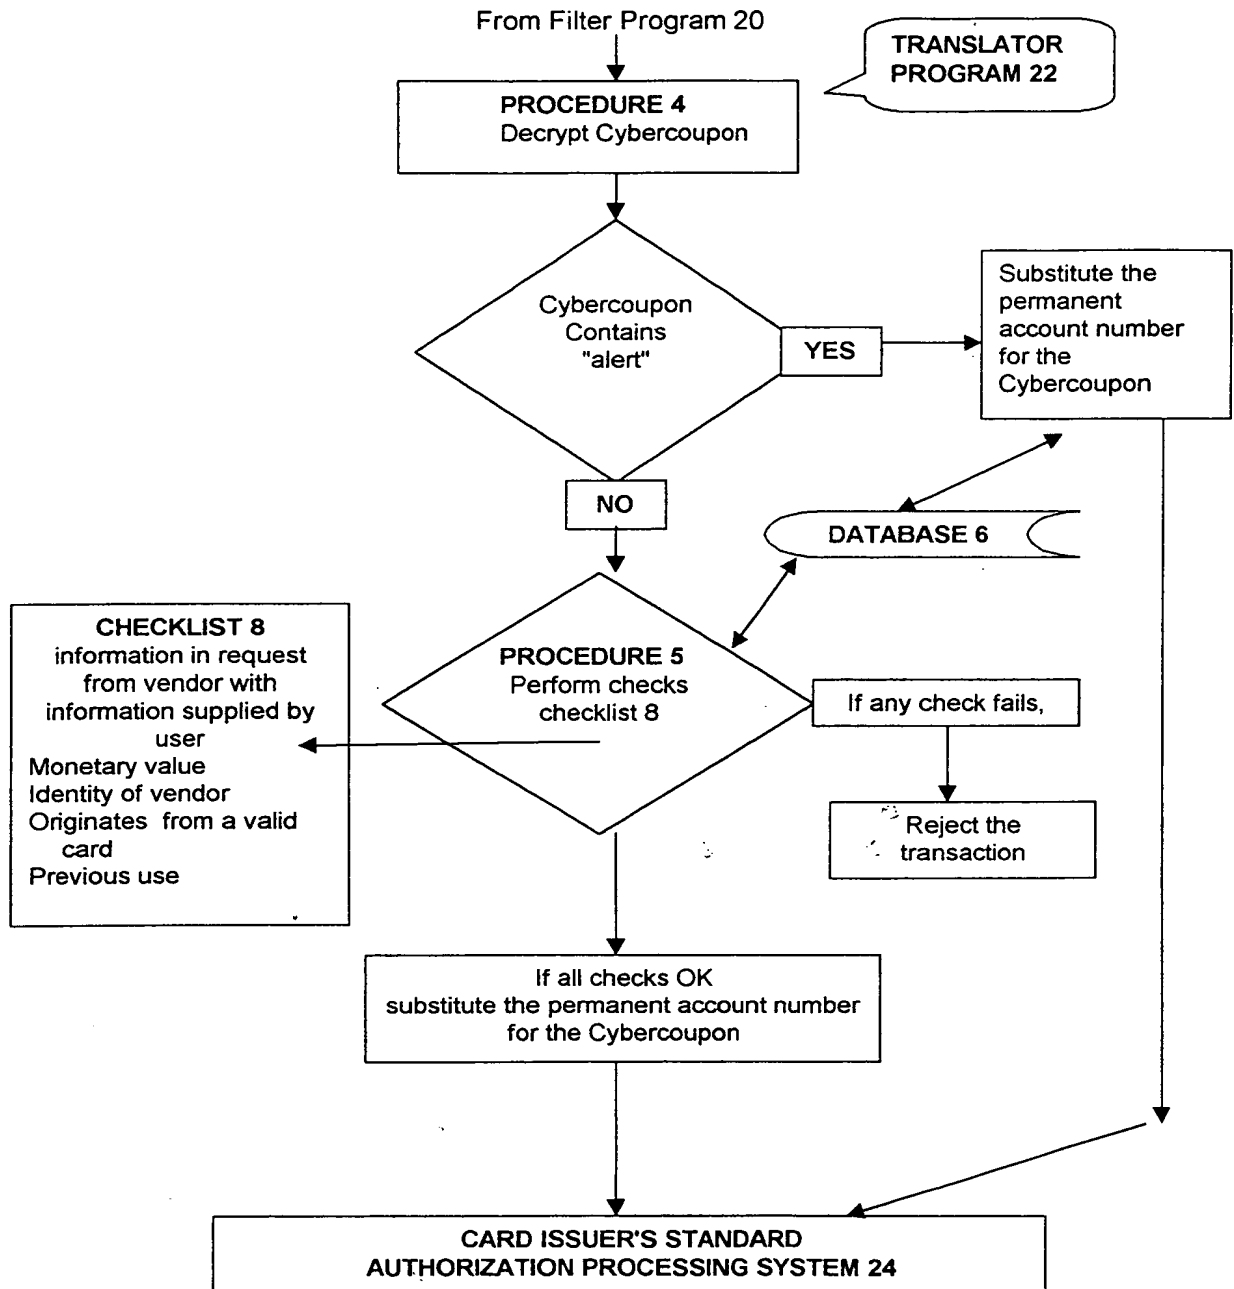 From Filter Program 20
TRANSLATOR
PROGRAM 22
PROCEDURE 4
Decrypt Cybercoupon
Cybercoupon
Contains
"alert"
YES
Substitute the
permanent
account number
for the
Cybercoupon
NO
DATABASE 6
CHECKLIST 8
information in request
from vendor with
information supplied by
user
Monetary value
Identity of vendor
Originates from a valid
card
Previous use
PROCEDURE 5
Perform checks
checklist 8
If any check fails,
Reject the
transaction
If all checks OK
substitute the permanent account number
for the Cybercoupon
CARD ISSUER'S STANDARD
AUTHORIZATION PROCESSING SYSTEM 24